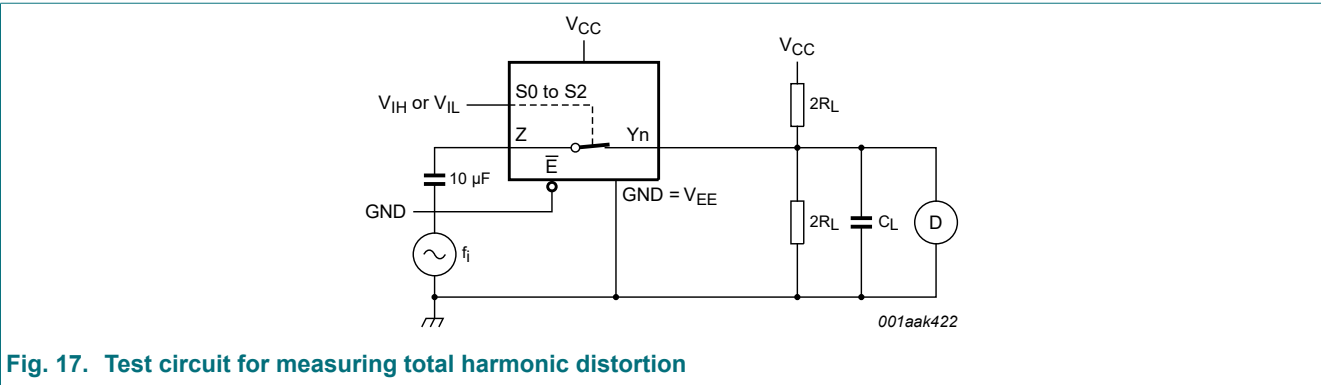 VCC
VCC
S0 to S2
2RL
VIH or VIL
Z
Yn
E
10 µF
GND = VEE
GND
2RL
CL
D
fi
001aak422
Fig. 17. Test circuit for measuring total harmonic distortion